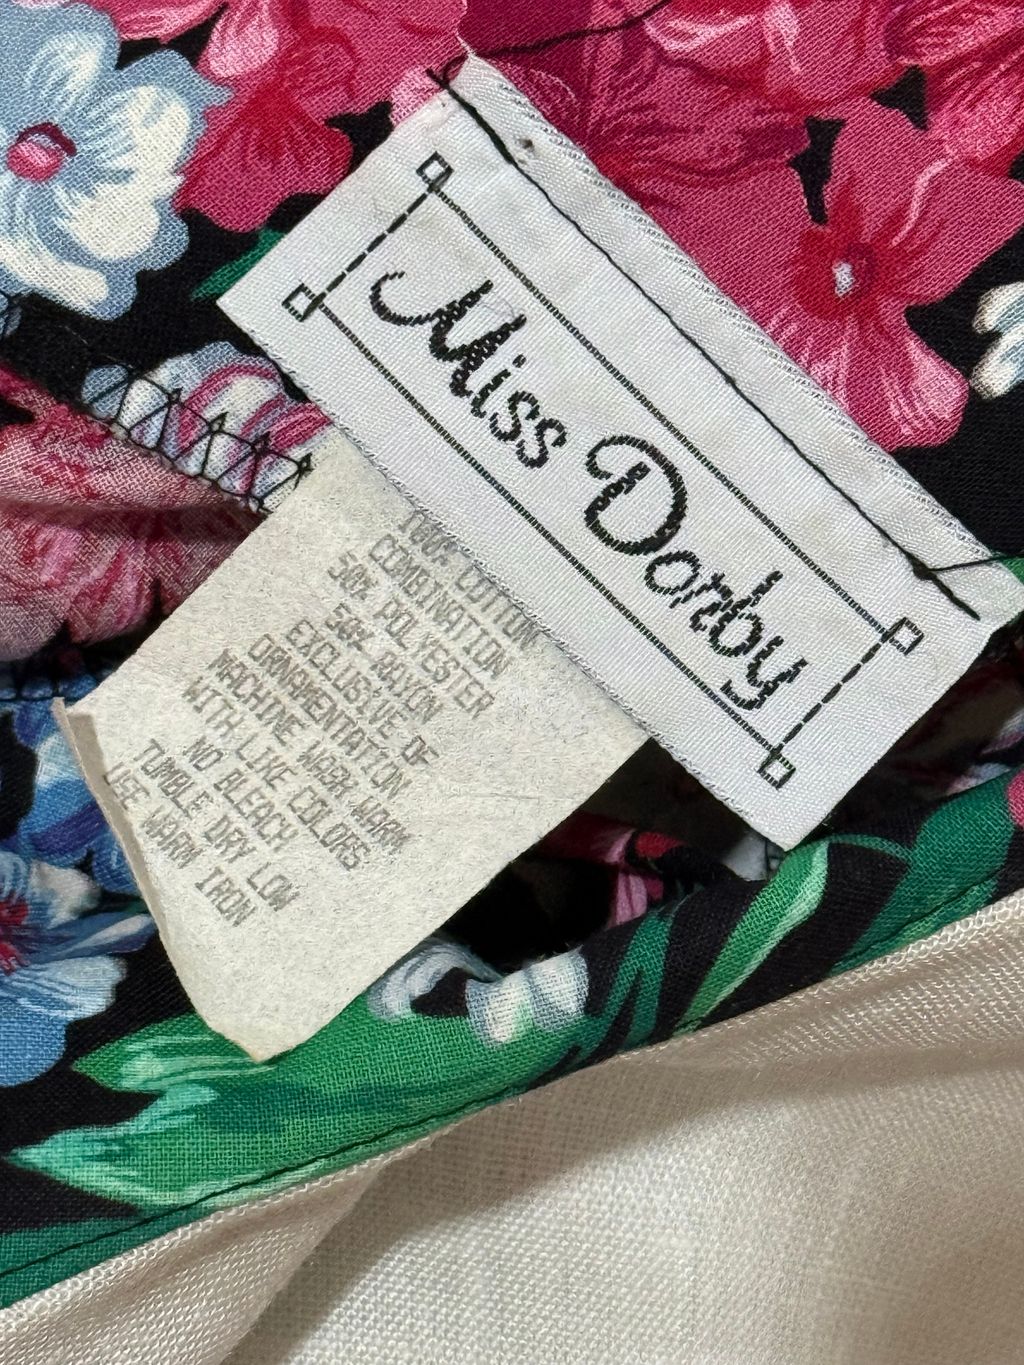 Miss Donby
100% COTTON
COMBINATION
50% POLYESTER
50% RAYON
EXCLUSIVE OF
ORNAMENTATION
MACHINE WASH WARM
WITH LIKE COLORS
NO BLEACH
TUMBLE DRY LOW
USE WARM IRON